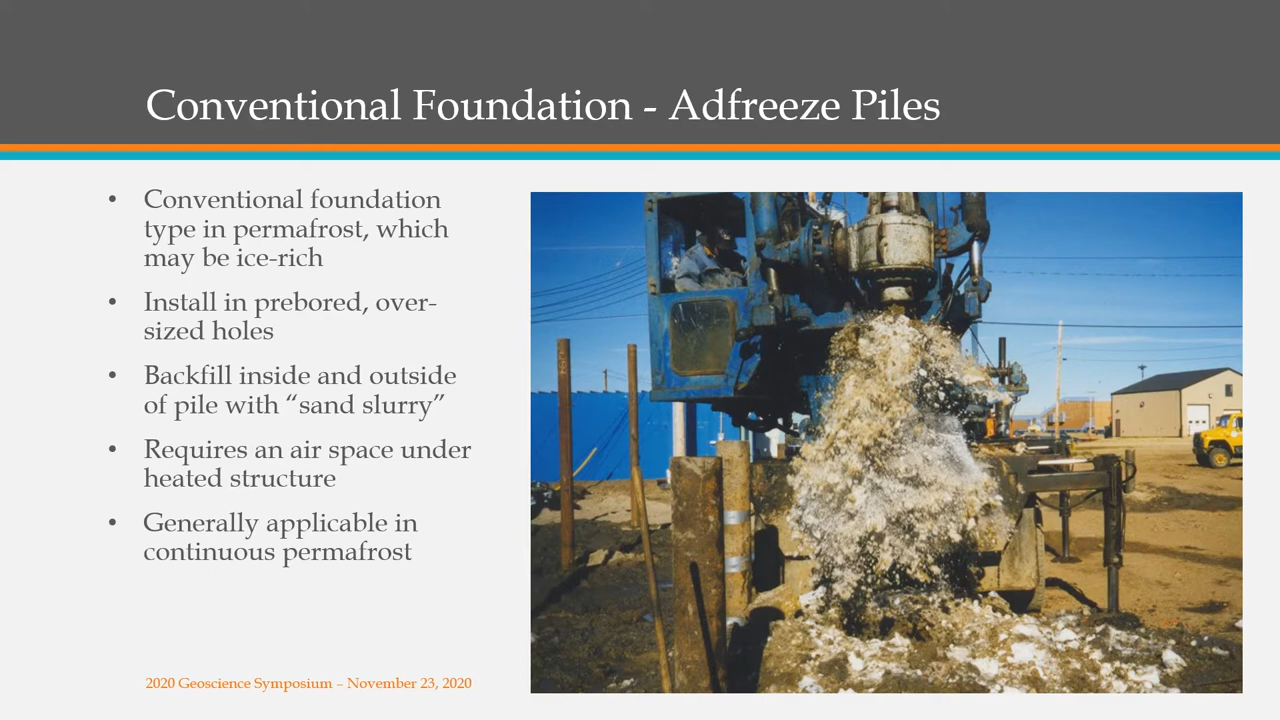 Conventional Foundation - Adfreeze Piles
• Conventional foundation
type in permafrost, which
may be ice-rich
• Install in prebored, over-
sized holes
• Backfill inside and outside
of pile with “sand slurry”
• Requires an air space under
heated structure
• Generally applicable in
continuous permafrost
2020 Geoscience Symposium – November 23, 2020